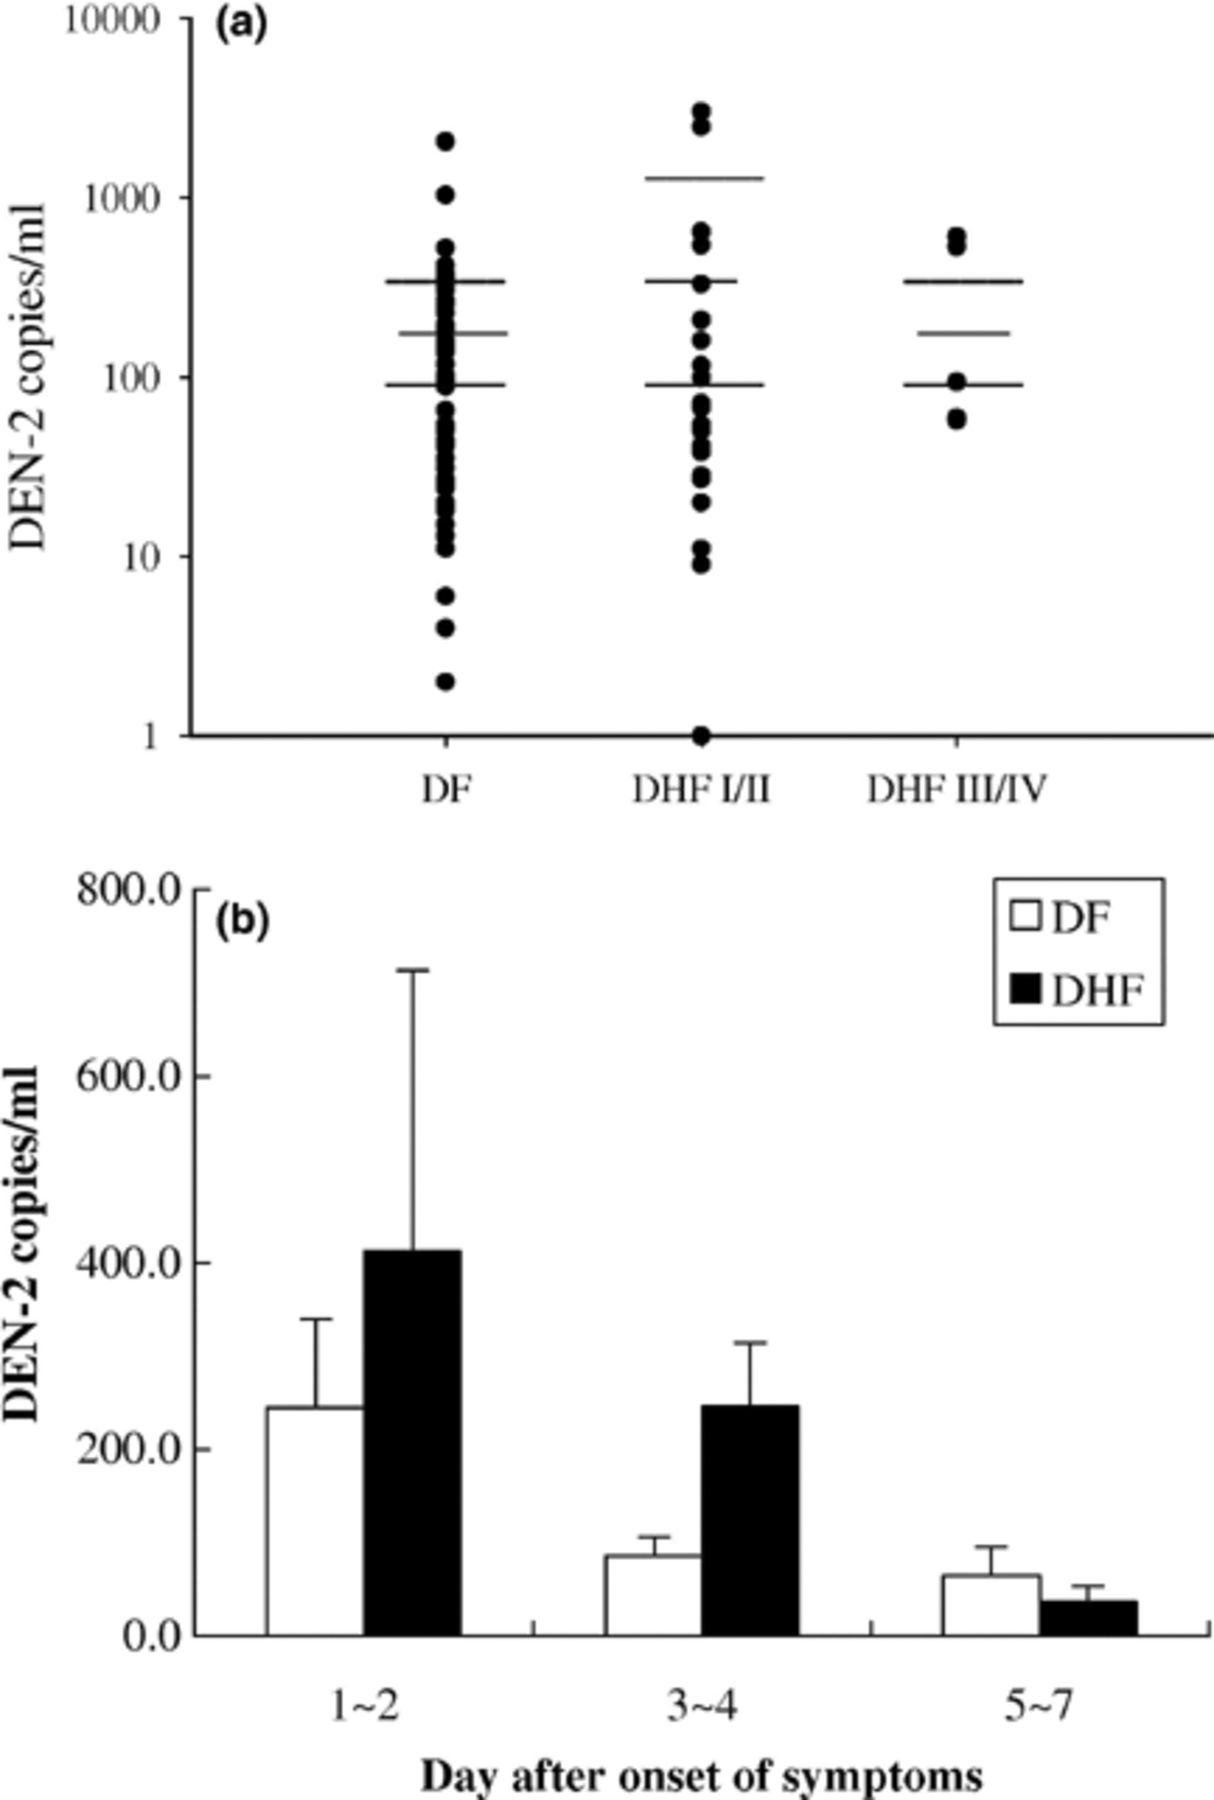 (a)
10000
1000
100
10
1
DEN-2 copies/ml
DF DHF I/II DHF III/IV
(b)
800.0
600.0
400.0
200.0
0.0
DEN-2 copies/ml
DF
DHF
1~2 3~4 5~7
Day after onset of symptoms